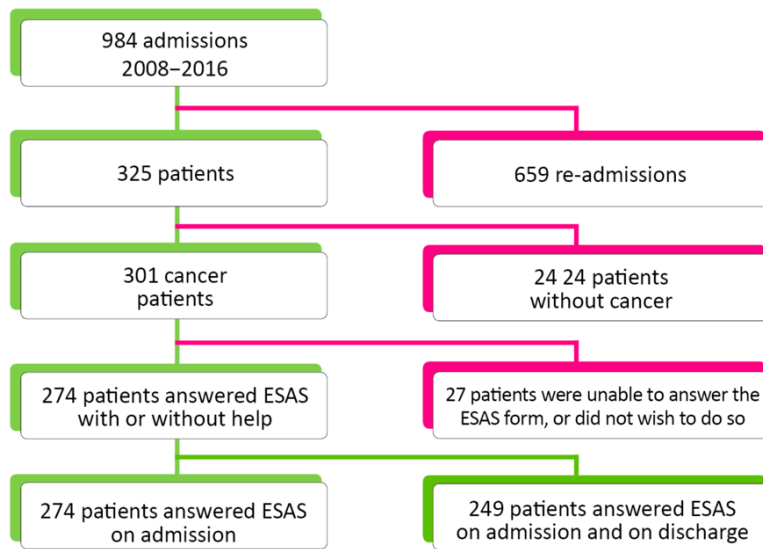 984 admissions
2008–2016
325 patients
659 re-admissions
301 cancer
patients
24 24 patients
without cancer
274 patients answered ESAS
with or without help
27 patients were unable to answer the
ESAS form, or did not wish to do so
274 patients answered ESAS
on admission
249 patients answered ESAS
on admission and on discharge